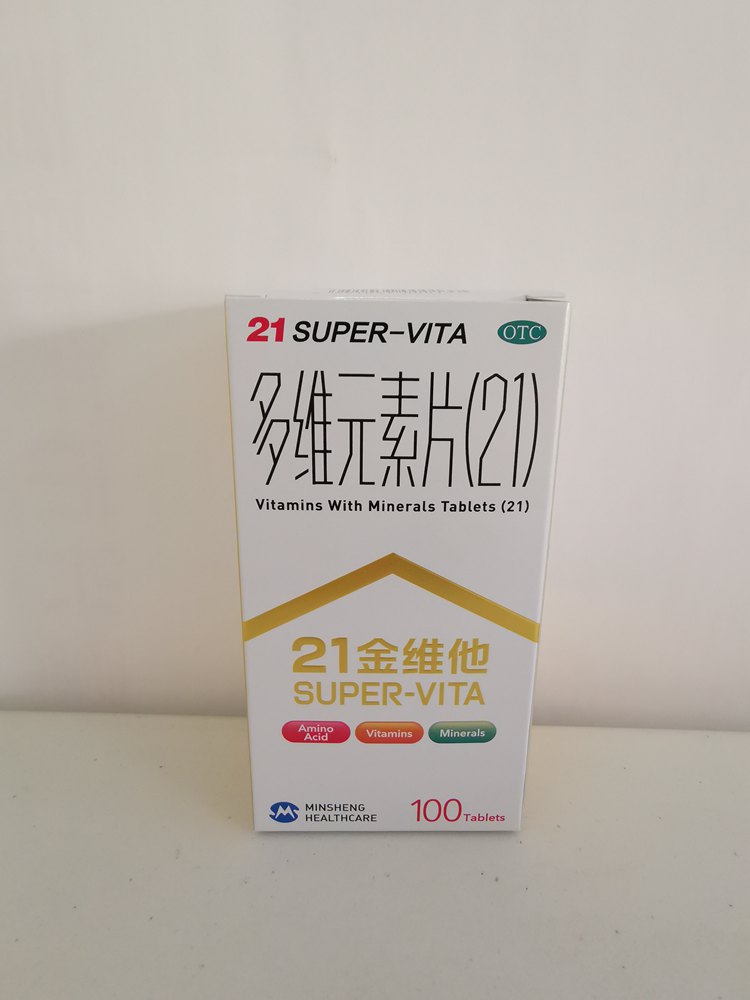 21 SUPER-VITA
OTC
多维元素片(21)
Vitamins With Minerals Tablets (21)
21金维他
SUPER-VITA
Amino Acid
Vitamins
Minerals
MINSHENG
HEALTHCARE
100 Tablets